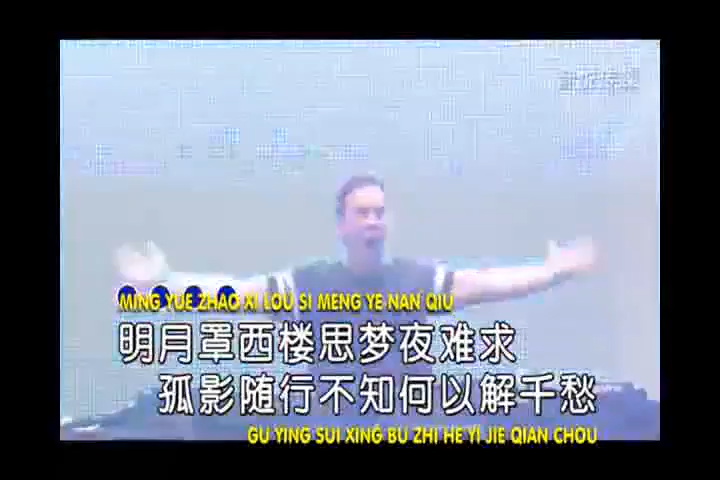 MING YUE ZHAO XI LOU SI MENG YE NAN QIU
明月罩西楼思梦夜难求
孤影随行不知何以解千愁
GU YING SUI XING BU ZHI HE YI JIE QIAN CHOU